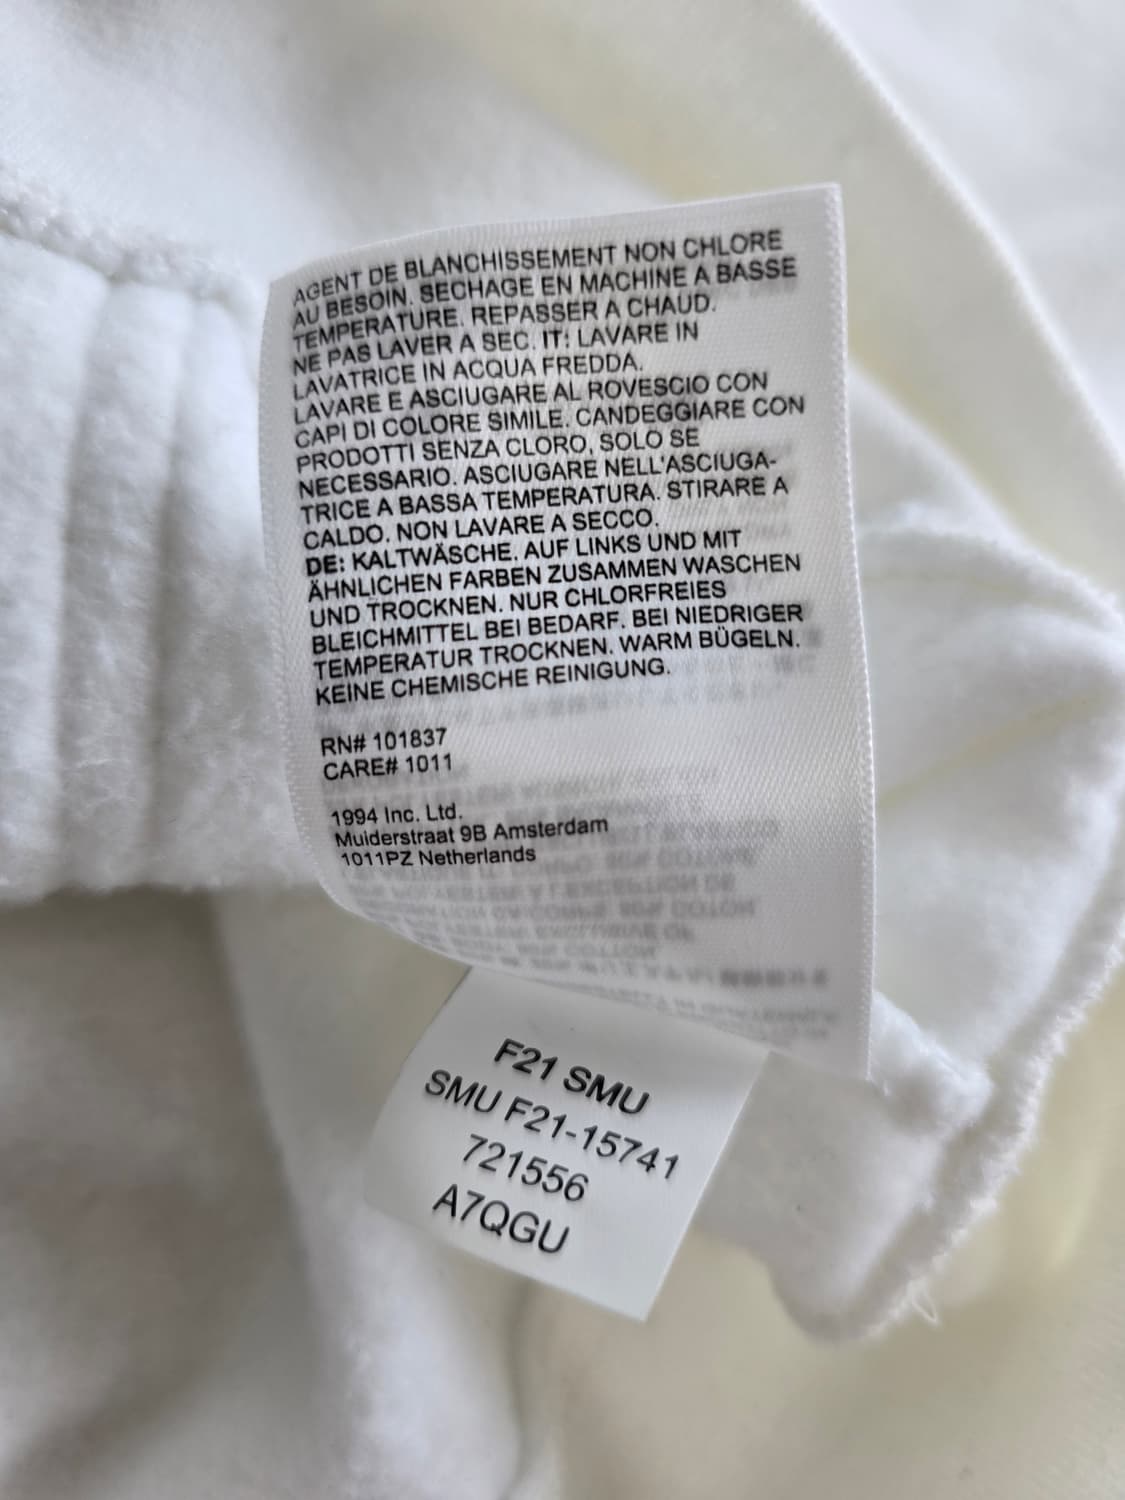 AGENT DE BLANCHISSEMENT NON CHLORE
AU BESOIN. SECHAGE EN MACHINE A BASSE
TEMPERATURE. REPASSER A CHAUD.
NE PAS LAVER A SEC. IT: LAVARE IN
LAVATRICE IN ACQUA FREDDA.
LAVARE E ASCIUGARE AL ROVESCIO CON
CAPI DI COLORE SIMILE. CANDEGGIARE CON
PRODOTTI SENZA CLORO, SOLO SE
NECESSARIO. ASCIUGARE NELL'ASCIUGA-
TRICE A BASSA TEMPERATURA. STIRARE A
CALDO. NON LAVARE A SECCO.
DE: KALTWÄSCHE. AUF LINKS UND MIT
ÄHNLICHEN FARBEN ZUSAMMEN WASCHEN
UND TROCKNEN. NUR CHLORFREIES
BLEICHMITTEL BEI BEDARF. BEI NIEDRIGER
TEMPERATUR TROCKNEN. WARM BÜGELN.
KEINE CHEMISCHE REINIGUNG.
RN# 101837
CARE# 1011
1994 Inc. Ltd.
Muiderstraat 9B Amsterdam
1011PZ Netherlands
F21 SMU
SMU F21-15741
721556
A7QGU